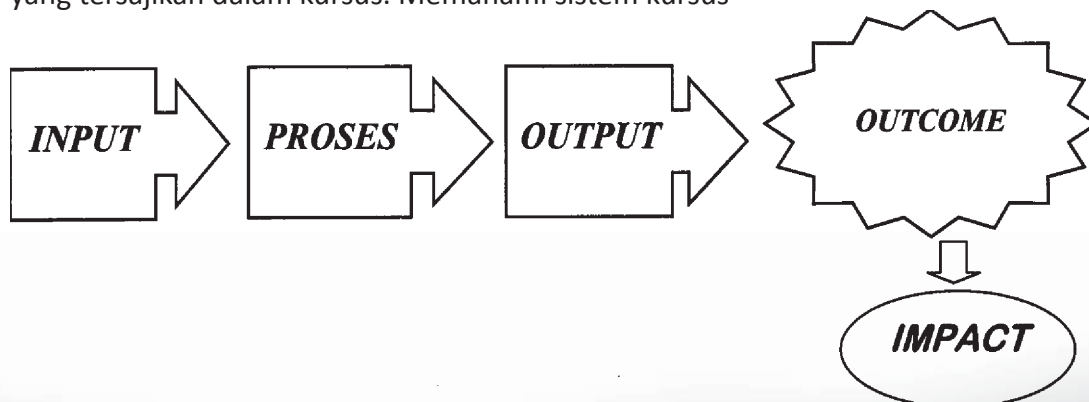 yang tersajikan dalam kursus. Memahami sistem kursus
INPUT
PROSES
OUTPUT
OUTCOME
IMPACT